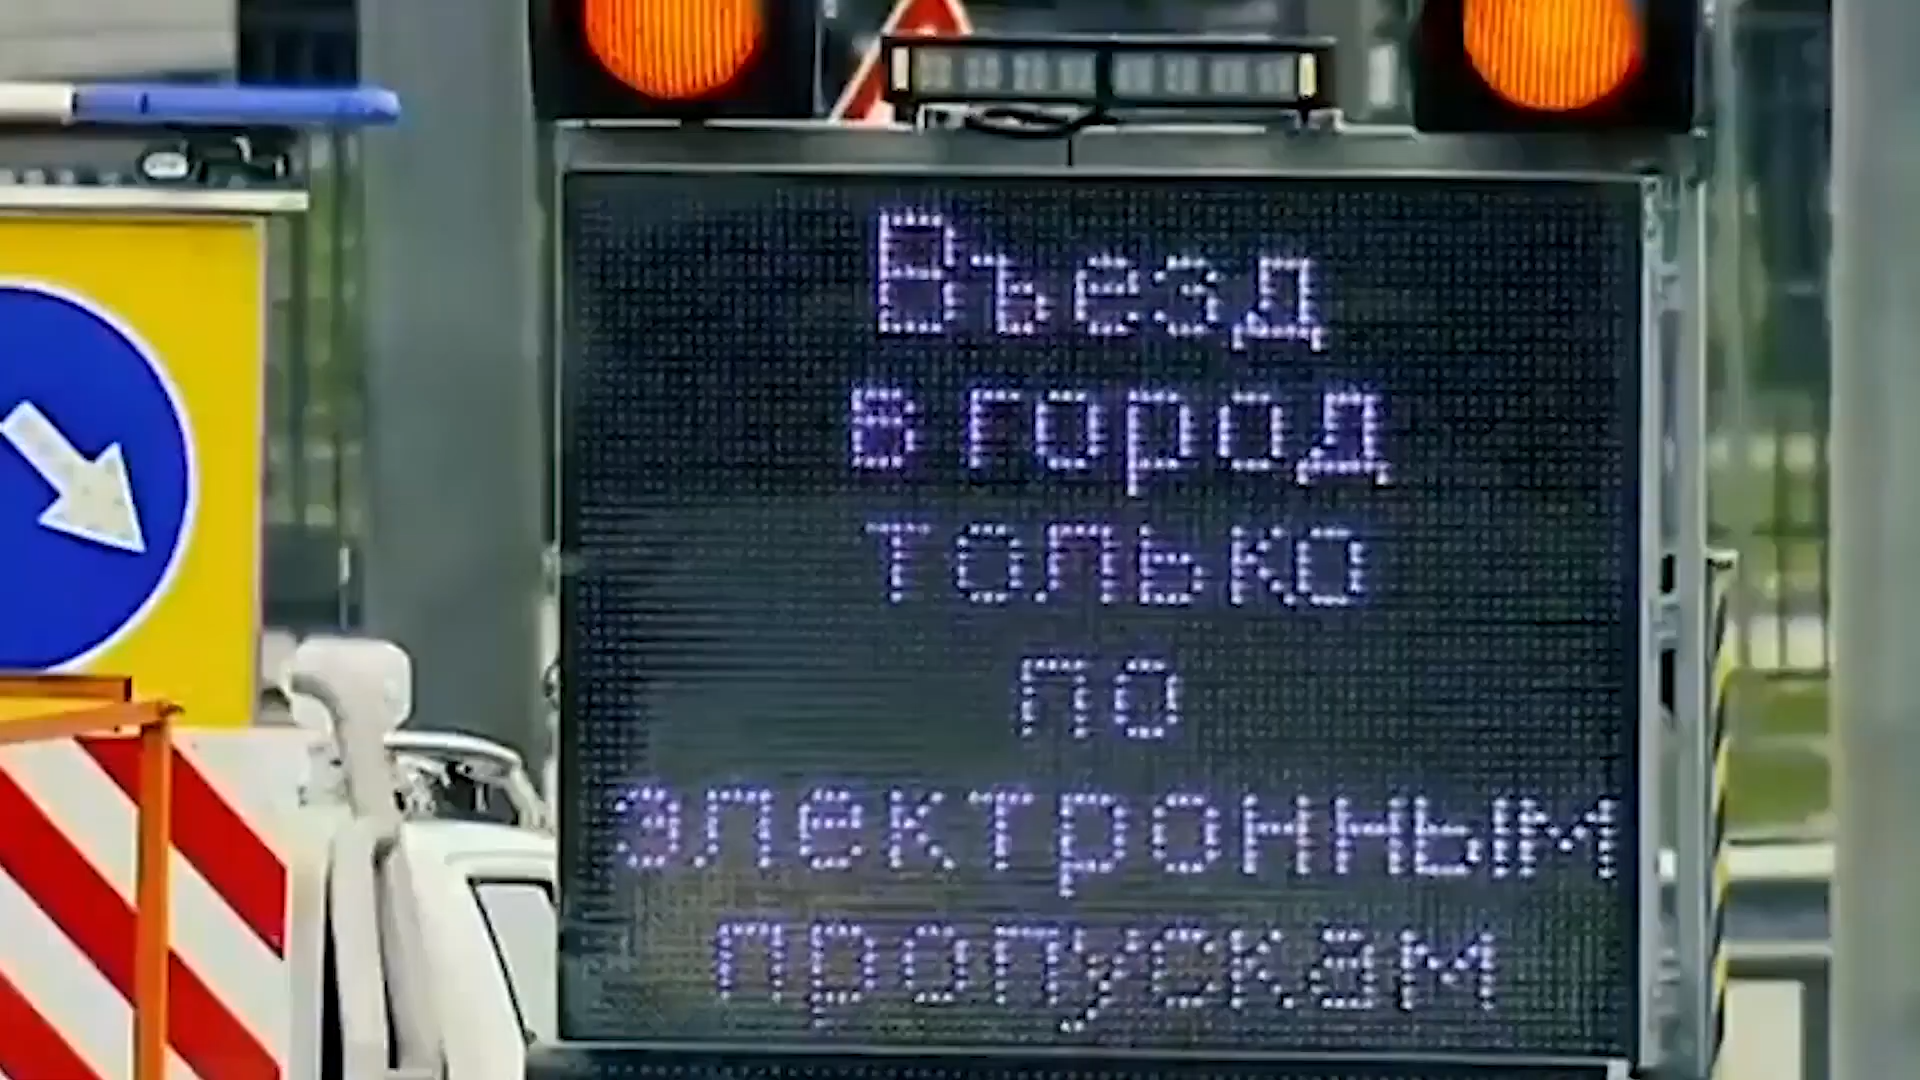 Въезд
в город
только
по
электронным
пропускам